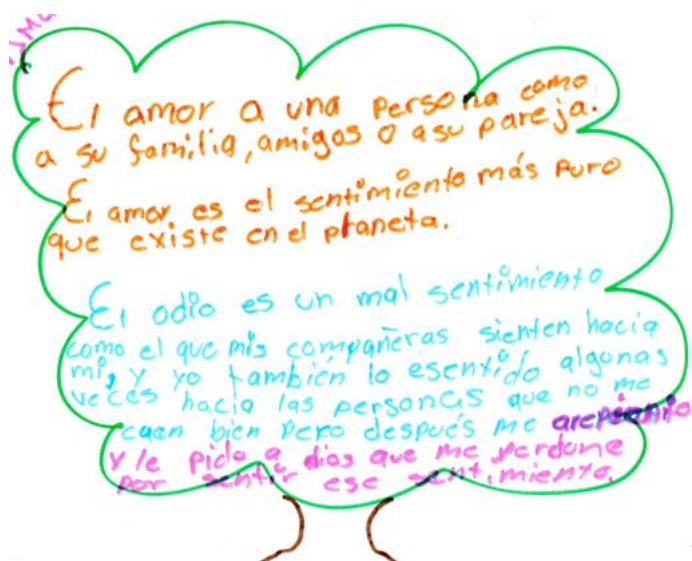 El amor a una persona como
a su familia, amigos o a su pareja.
El amor es el sentimiento más puro
que existe en el planeta.
El odio es un mal sentimiento
como el que mis compañeras sienten hacia
mí, y yo también lo esentido algunas
veces hacia las personas que no me
caen bien pero después me
y le pido a dios que me perdone
por sentir ese sentimiento.